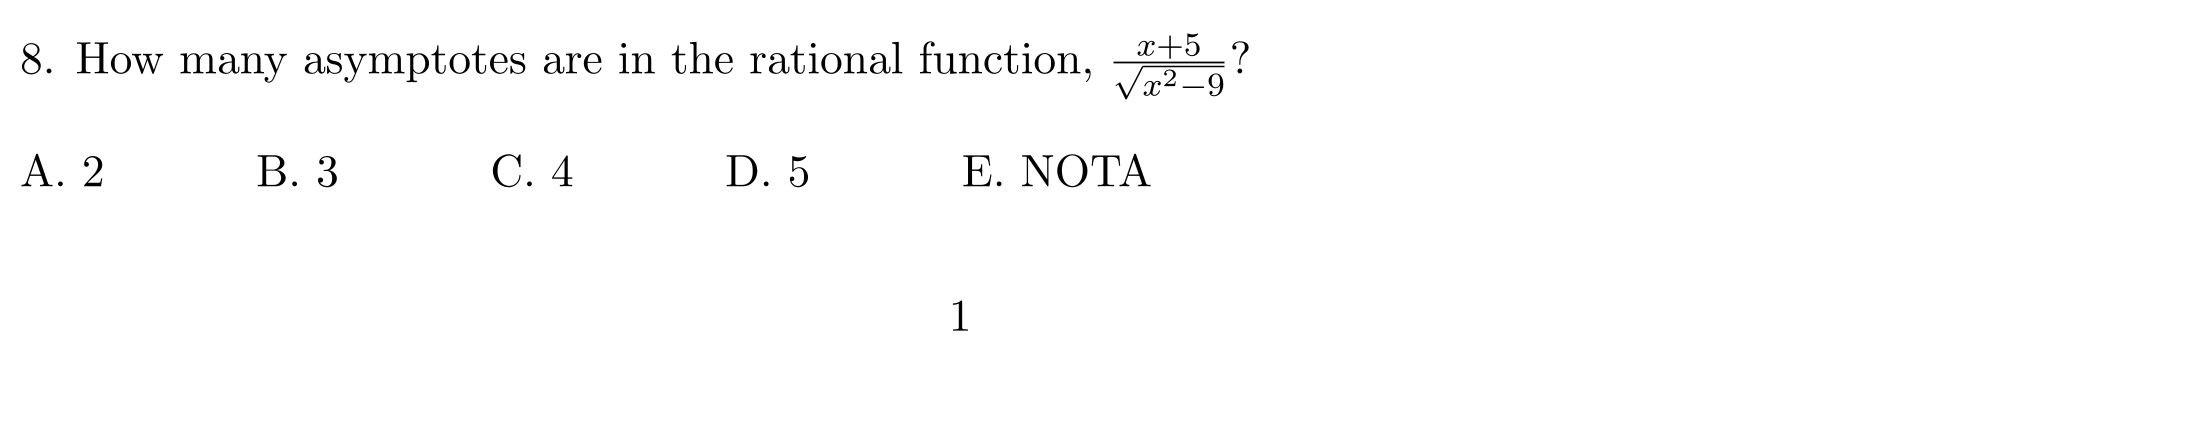 8. How many asymptotes are in the rational function, $\frac{x+5}{\sqrt{x^2-9}}$?
A. 2 B. 3 C. 4 D. 5 E. NOTA
1